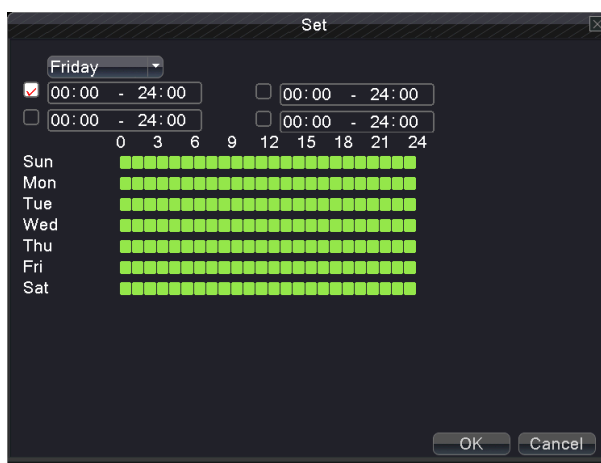 Set
Friday
00:00 - 24:00 00:00 - 24:00
00:00 - 24:00 00:00 - 24:00
0 3 6 9 12 15 18 21 24
Sun
Mon
Tue
Wed
Thu
Fri
Sat
OK Cancel